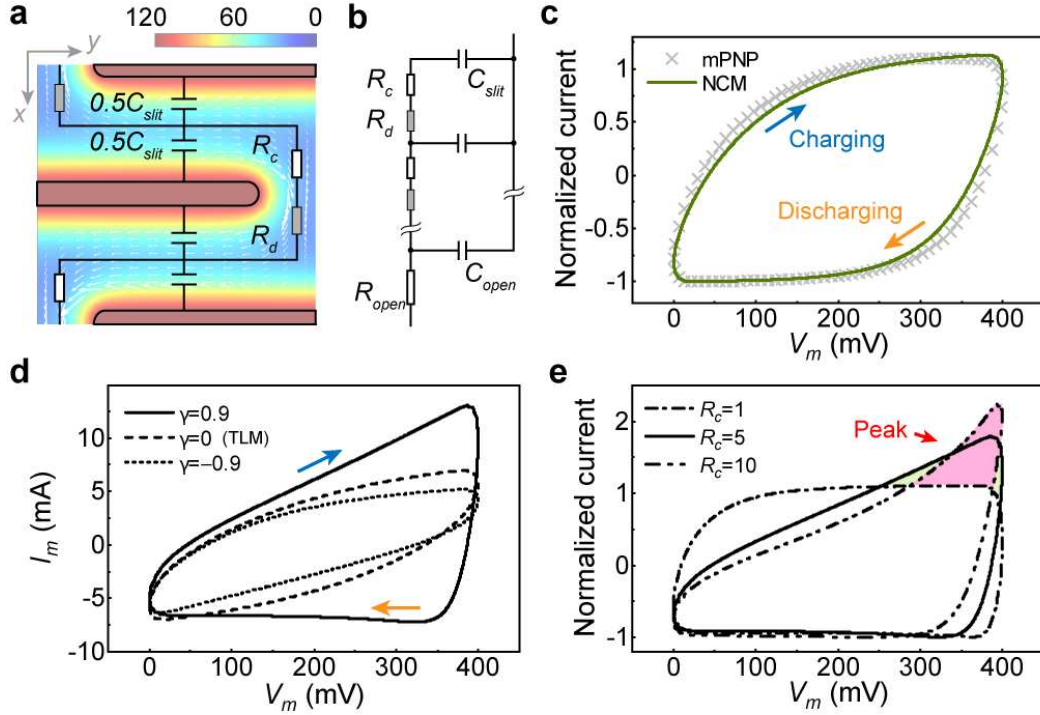 a
120 60 0
y
x
0.5C_slit
0.5C_slit
R_c
R_d
b
R_c
C_slit
R_d
C_open
R_open
c
Normalized current
1
0.5
0
-0.5
-1
× mPNP
NCM
Charging
Discharging
0 100 200 300 400
V_m (mV)
d
I_m (mA)
10
5
0
-5
-10
γ=0.9
γ=0 (TLM)
γ=−0.9
0 100 200 300 400
V_m (mV)
e
Normalized current
2
1
0
-1
R_c=1
R_c=5
R_c=10
Peak
0 100 200 300 400
V_m (mV)